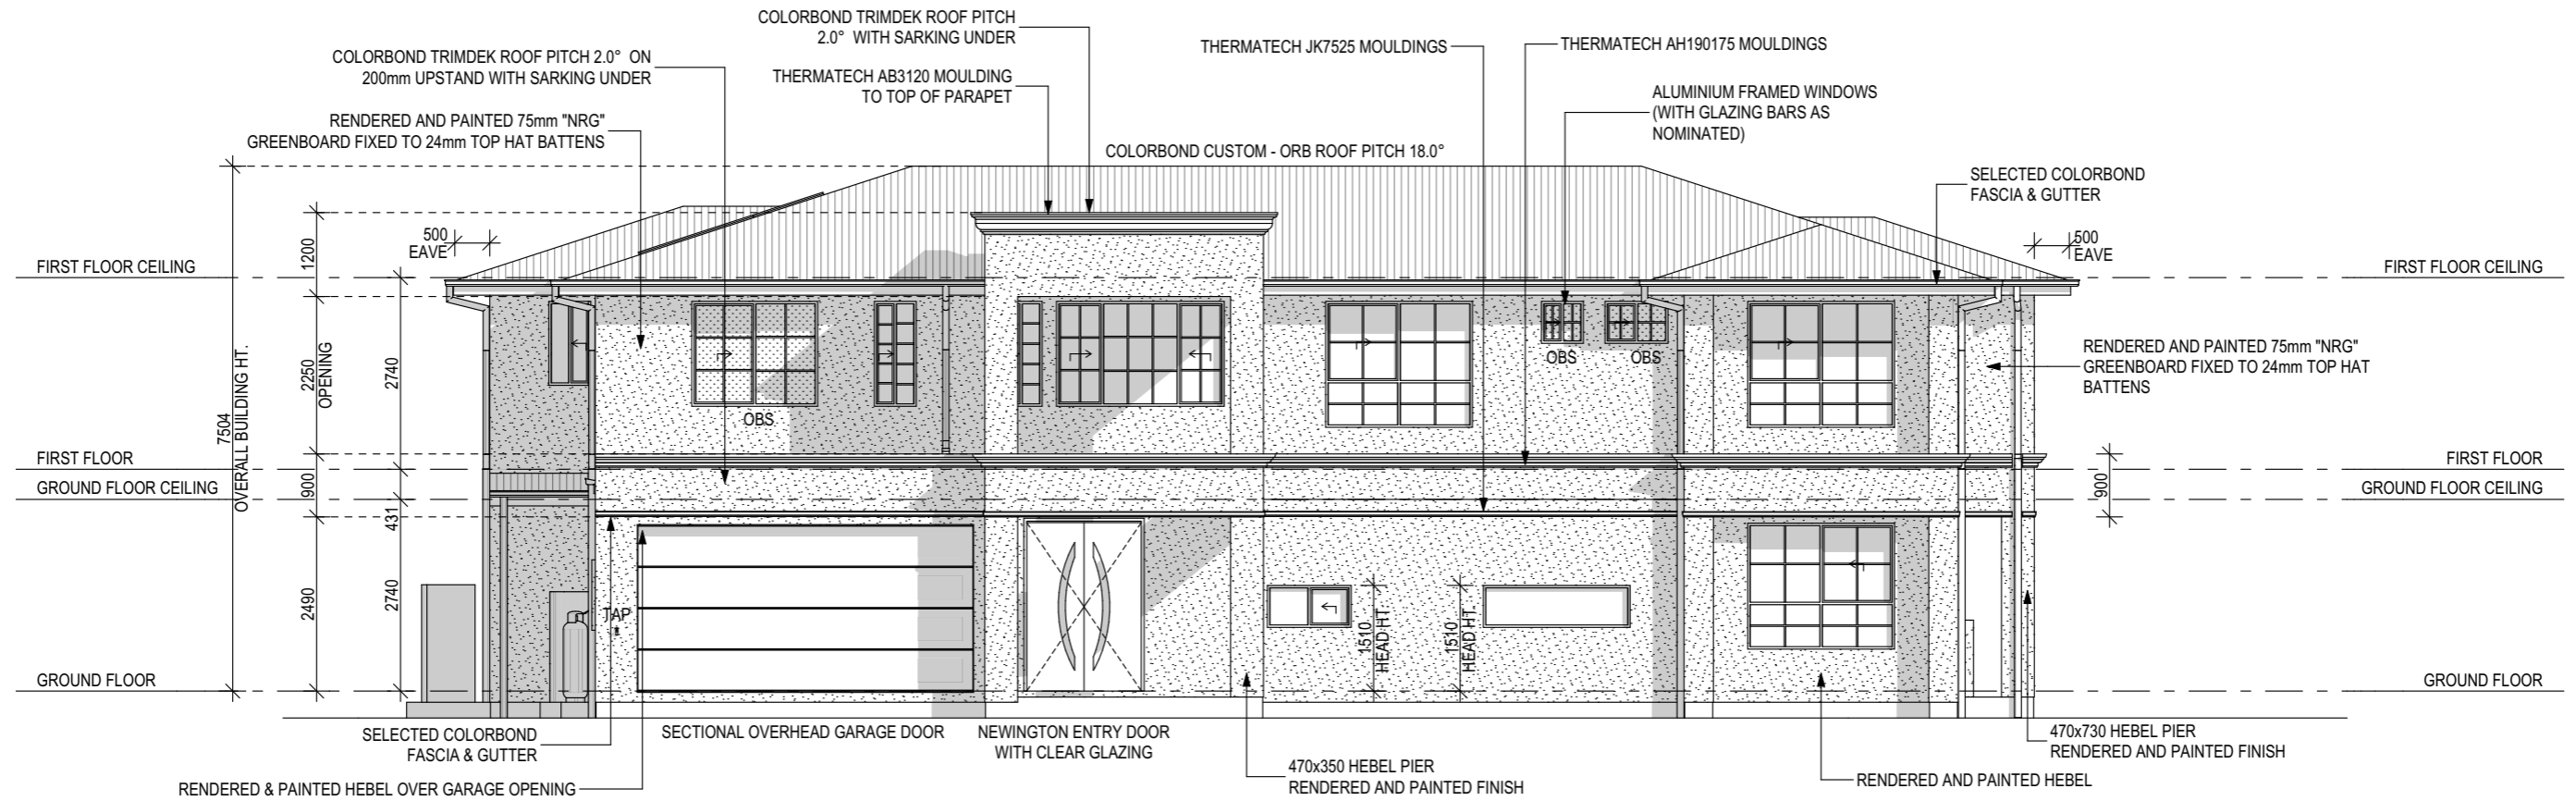 COLORBOND TRIMDEK ROOF PITCH
2.0° WITH SARKING UNDER
COLORBOND TRIMDEK ROOF PITCH 2.0° ON
200mm UPSTAND WITH SARKING UNDER
THERMATECH AB3120 MOULDING
TO TOP OF PARAPET
THERMATECH JK7525 MOULDINGS
THERMATECH AH190175 MOULDINGS
ALUMINIUM FRAMED WINDOWS
(WITH GLAZING BARS AS
NOMINATED)
RENDERED AND PAINTED 75mm "NRG"
GREENBOARD FIXED TO 24mm TOP HAT BATTENS
COLORBOND CUSTOM - ORB ROOF PITCH 18.0°
SELECTED COLORBOND
FASCIA & GUTTER
500
EAVE
500
EAVE
FIRST FLOOR CEILING
FIRST FLOOR CEILING
1200
2250
OPENING
2740
7504
OVERALL BUILDING HT.
OBS
OBS
OBS
RENDERED AND PAINTED 75mm "NRG"
GREENBOARD FIXED TO 24mm TOP HAT
BATTENS
FIRST FLOOR
FIRST FLOOR
GROUND FLOOR CEILING
GROUND FLOOR CEILING
900
431
900
2490
2740
TAP
1510
HEAD HT.
1510
HEAD HT.
GROUND FLOOR
GROUND FLOOR
SELECTED COLORBOND
FASCIA & GUTTER
SECTIONAL OVERHEAD GARAGE DOOR
NEWINGTON ENTRY DOOR
WITH CLEAR GLAZING
470x730 HEBEL PIER
RENDERED AND PAINTED FINISH
470x350 HEBEL PIER
RENDERED AND PAINTED FINISH
RENDERED AND PAINTED HEBEL
RENDERED & PAINTED HEBEL OVER GARAGE OPENING